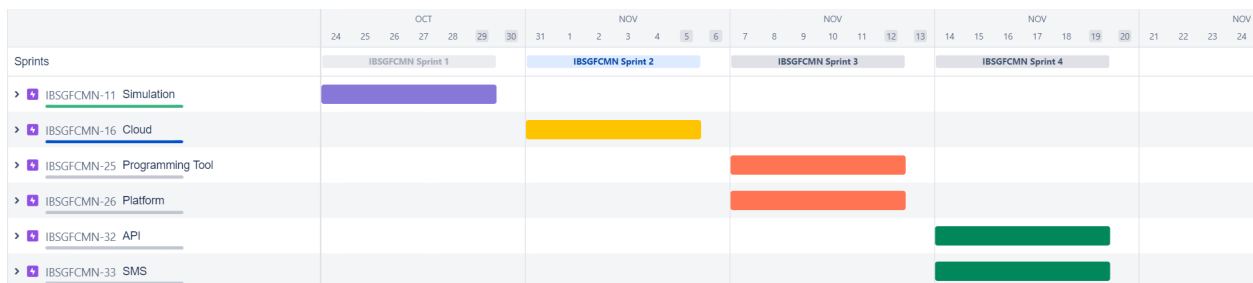 OCT NOV NOV NOV NOV
24 25 26 27 28 29 30 31 1 2 3 4 5 6 7 8 9 10 11 12 13 14 15 16 17 18 19 20 21 22 23 24
Sprints IBSGFCMN Sprint 1 IBSGFCMN Sprint 2 IBSGFCMN Sprint 3 IBSGFCMN Sprint 4
IBSGFCMN-11 Simulation
IBSGFCMN-16 Cloud
IBSGFCMN-25 Programming Tool
IBSGFCMN-26 Platform
IBSGFCMN-32 API
IBSGFCMN-33 SMS